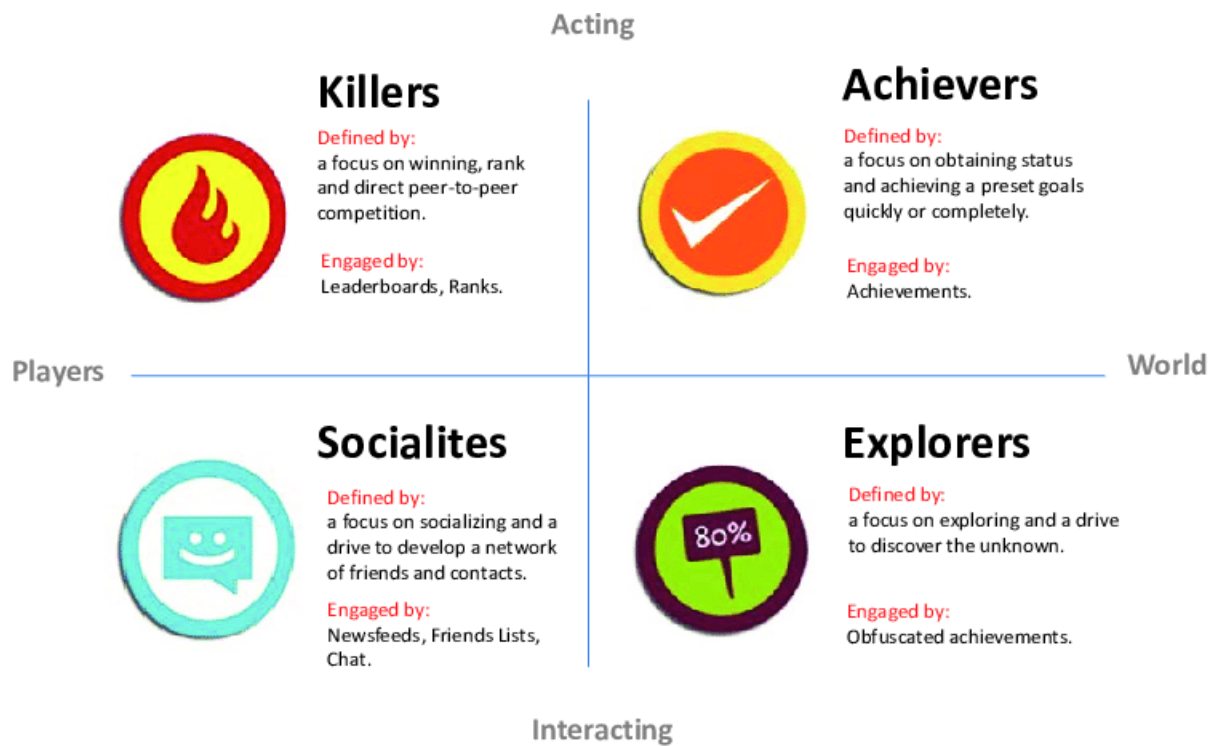 Acting
Killers
Defined by:
a focus on winning, rank
and direct peer-to-peer
competition.
Engaged by:
Leaderboards, Ranks.
Achievers
Defined by:
a focus on obtaining status
and achieving a preset goals
quickly or completely.
Engaged by:
Achievements.
Players
World
Socialites
Defined by:
a focus on socializing and a
drive to develop a network
of friends and contacts.
Engaged by:
Newsfeeds, Friends Lists,
Chat.
Explorers
80%
Defined by:
a focus on exploring and a drive
to discover the unknown.
Engaged by:
Obfuscated achievements.
Interacting